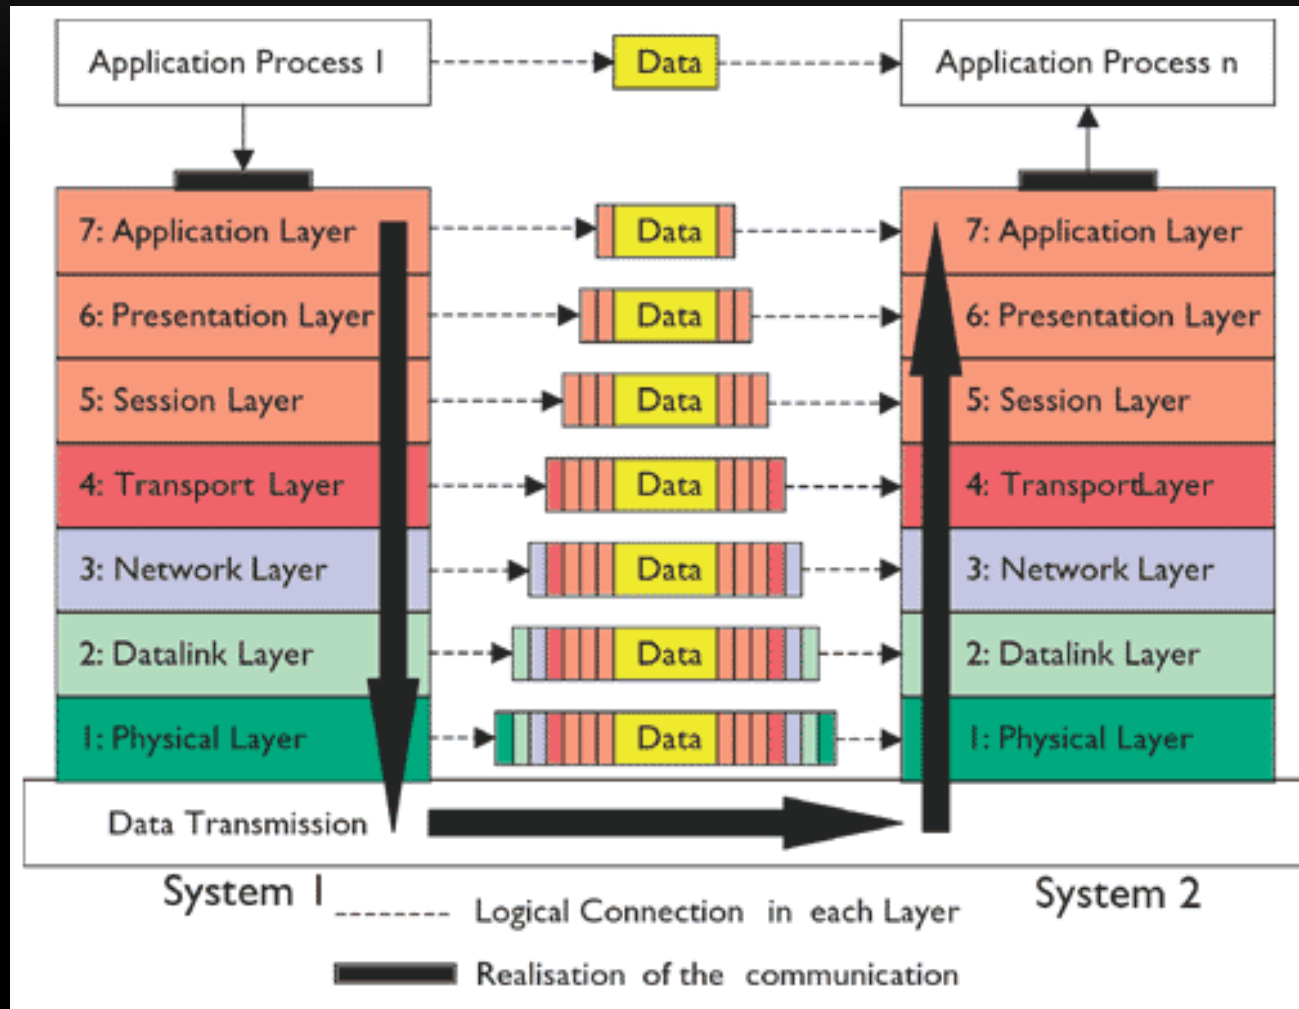 Application Process 1
Data
Application Process n
7: Application Layer
Data
7: Application Layer
6: Presentation Layer
Data
6: Presentation Layer
5: Session Layer
Data
5: Session Layer
4: Transport Layer
Data
4: TransportLayer
3: Network Layer
Data
3: Network Layer
2: Datalink Layer
Data
2: Datalink Layer
1: Physical Layer
Data
1: Physical Layer
Data Transmission
System 1
System 2
Logical Connection in each Layer
Realisation of the communication